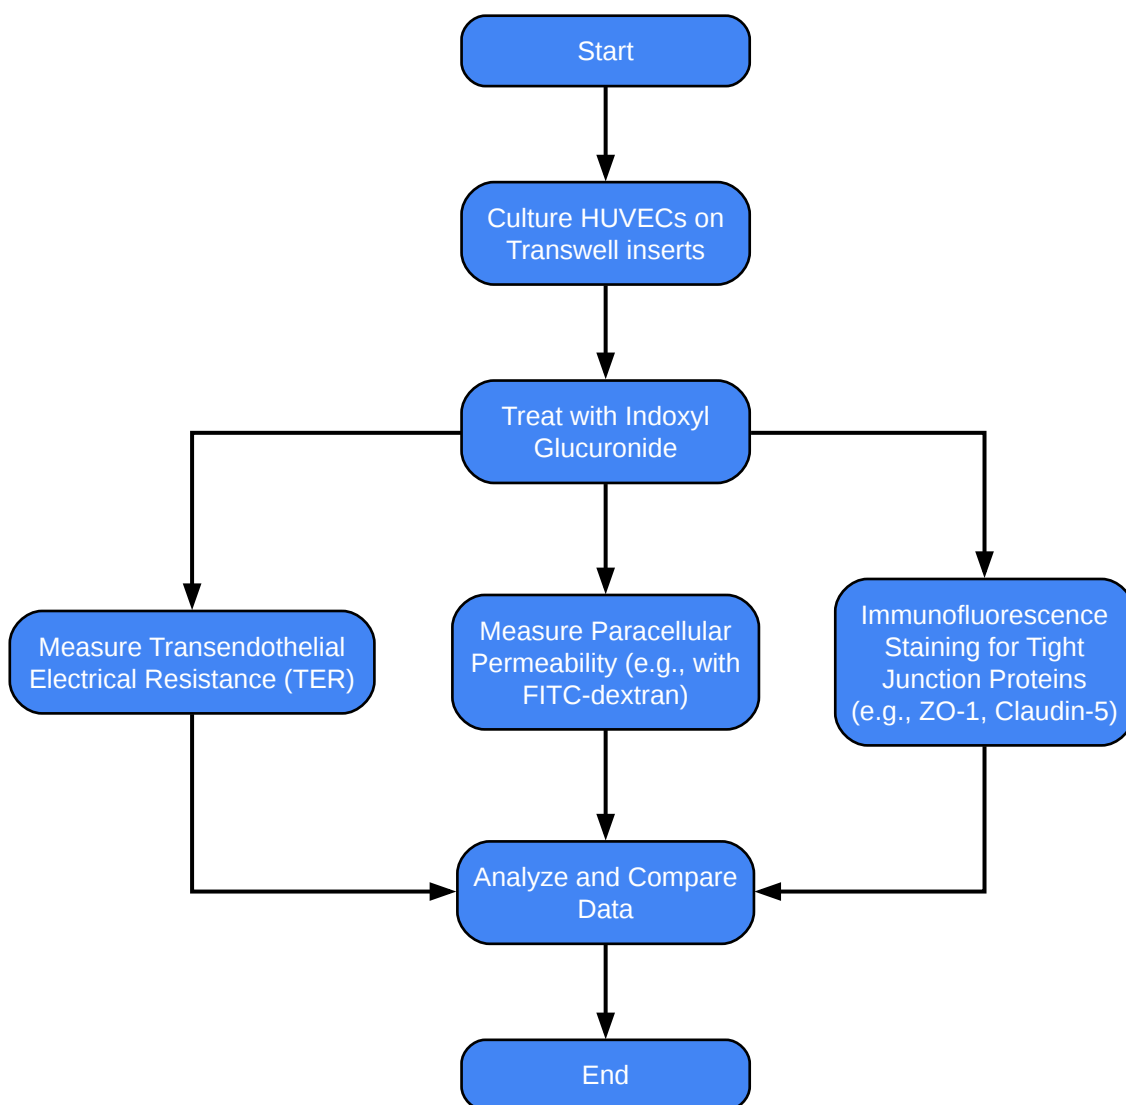 Start
Culture HUVECs on
Transwell inserts
Treat with Indoxyl
Glucuronide
Measure Transendothelial
Electrical Resistance (TER)
Measure Paracellular
Permeability (e.g., with
FITC-dextran)
Immunofluorescence
Staining for Tight
Junction Proteins
(e.g., ZO-1, Claudin-5)
Analyze and Compare
Data
End